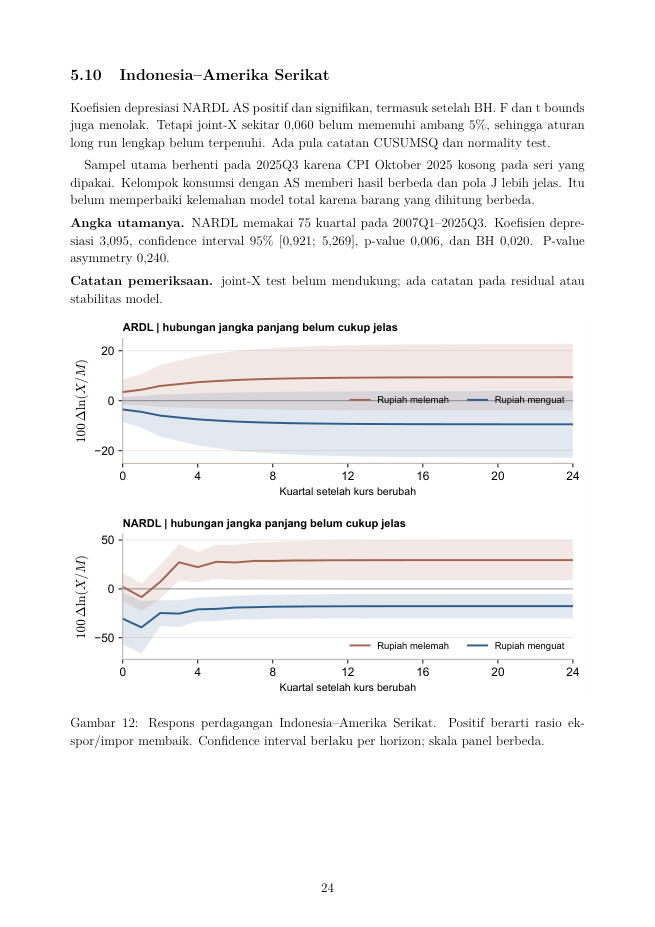 5.10 Indonesia–Amerika Serikat
Koefisien depresiasi NARDL AS positif dan signifikan, termasuk setelah BH. F dan t bounds
juga menolak. Tetapi joint-X sekitar 0,060 belum memenuhi ambang 5%, sehingga aturan
long run lengkap belum terpenuhi. Ada pula catatan CUSUMSQ dan normality test.
Sampel utama berhenti pada 2025Q3 karena CPI Oktober 2025 kosong pada seri yang
dipakai. Kelompok konsumsi dengan AS memberi hasil berbeda dan pola J lebih jelas. Itu
belum memperbaiki kelemahan model total karena barang yang dihitung berbeda.
Angka utamanya. NARDL memakai 75 kuartal pada 2007Q1–2025Q3. Koefisien depre-
siasi 3,095, confidence interval 95% [0,921; 5,269], p-value 0,006, dan BH 0,020. P-value
asymmetry 0,240.
Catatan pemeriksaan. joint-X test belum mendukung; ada catatan pada residual atau
stabilitas model.
ARDL | hubungan jangka panjang belum cukup jelas
100 Δ ln(X/M)
20
0
−20
Rupiah melemah
Rupiah menguat
0 4 8 12 16 20 24
Kuartal setelah kurs berubah
NARDL | hubungan jangka panjang belum cukup jelas
100 Δ ln(X/M)
50
0
−50
Rupiah melemah
Rupiah menguat
0 4 8 12 16 20 24
Kuartal setelah kurs berubah
Gambar 12: Respons perdagangan Indonesia–Amerika Serikat. Positif berarti rasio ek-
spor/impor membaik. Confidence interval berlaku per horizon; skala panel berbeda.
24